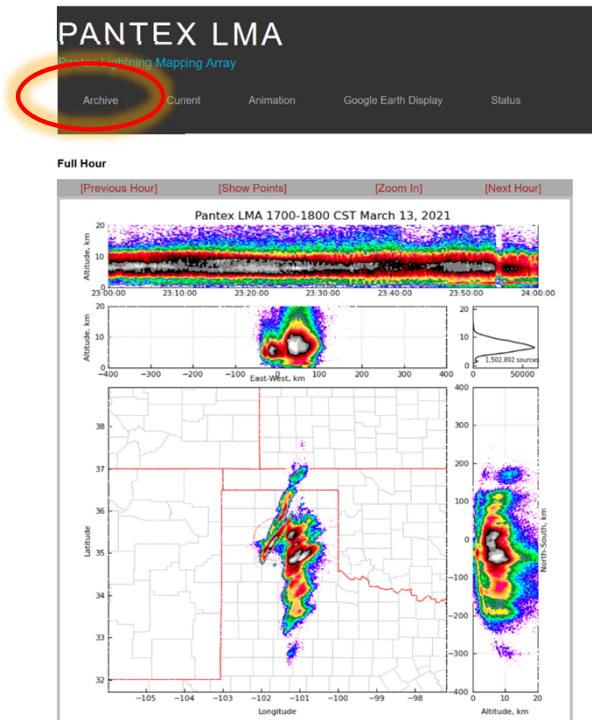 PANTEX LMA
Pantex Lightning Mapping Array
Archive Current Animation Google Earth Display Status
Full Hour
[Previous Hour] [Show Points] [Zoom In] [Next Hour]
Pantex LMA 1700-1800 CST March 13, 2021
Altitude, km
20
10
0
23:00:00 23:10:00 23:20:00 23:30:00 23:40:00 23:50:00 24:00:00
Altitude, km
20
10
0
−400 −300 −200 −100 0 100 200 300 400
East-West, km
20
10
0
1,502,892 sources
0 50000
Latitude
38
37
36
35
34
33
32
−105 −104 −103 −102 −101 −100 −99 −98
Longitude
400
300
200
100
0
−100
−200
−300
−400
North-South, km
0 10 20
Altitude, km